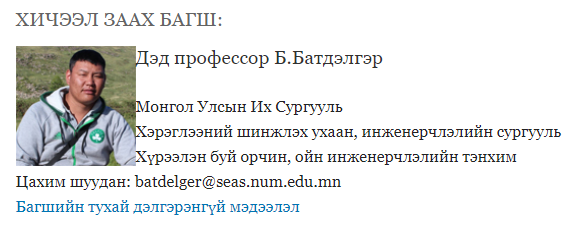 ХИЧЭЭЛ ЗААХ БАГШ:
Дэд профессор Б.Батдэлгэр
Монгол Улсын Их Сургууль
Хэрэглээний шинжлэх ухаан, инженерчлэлийн сургууль
Хүрээлэн буй орчин, ойн инженерчлэлийн тэнхим
Цахим шуудан: batdelger@seas.num.edu.mn
Багшийн тухай дэлгэрэнгүй мэдээлэл